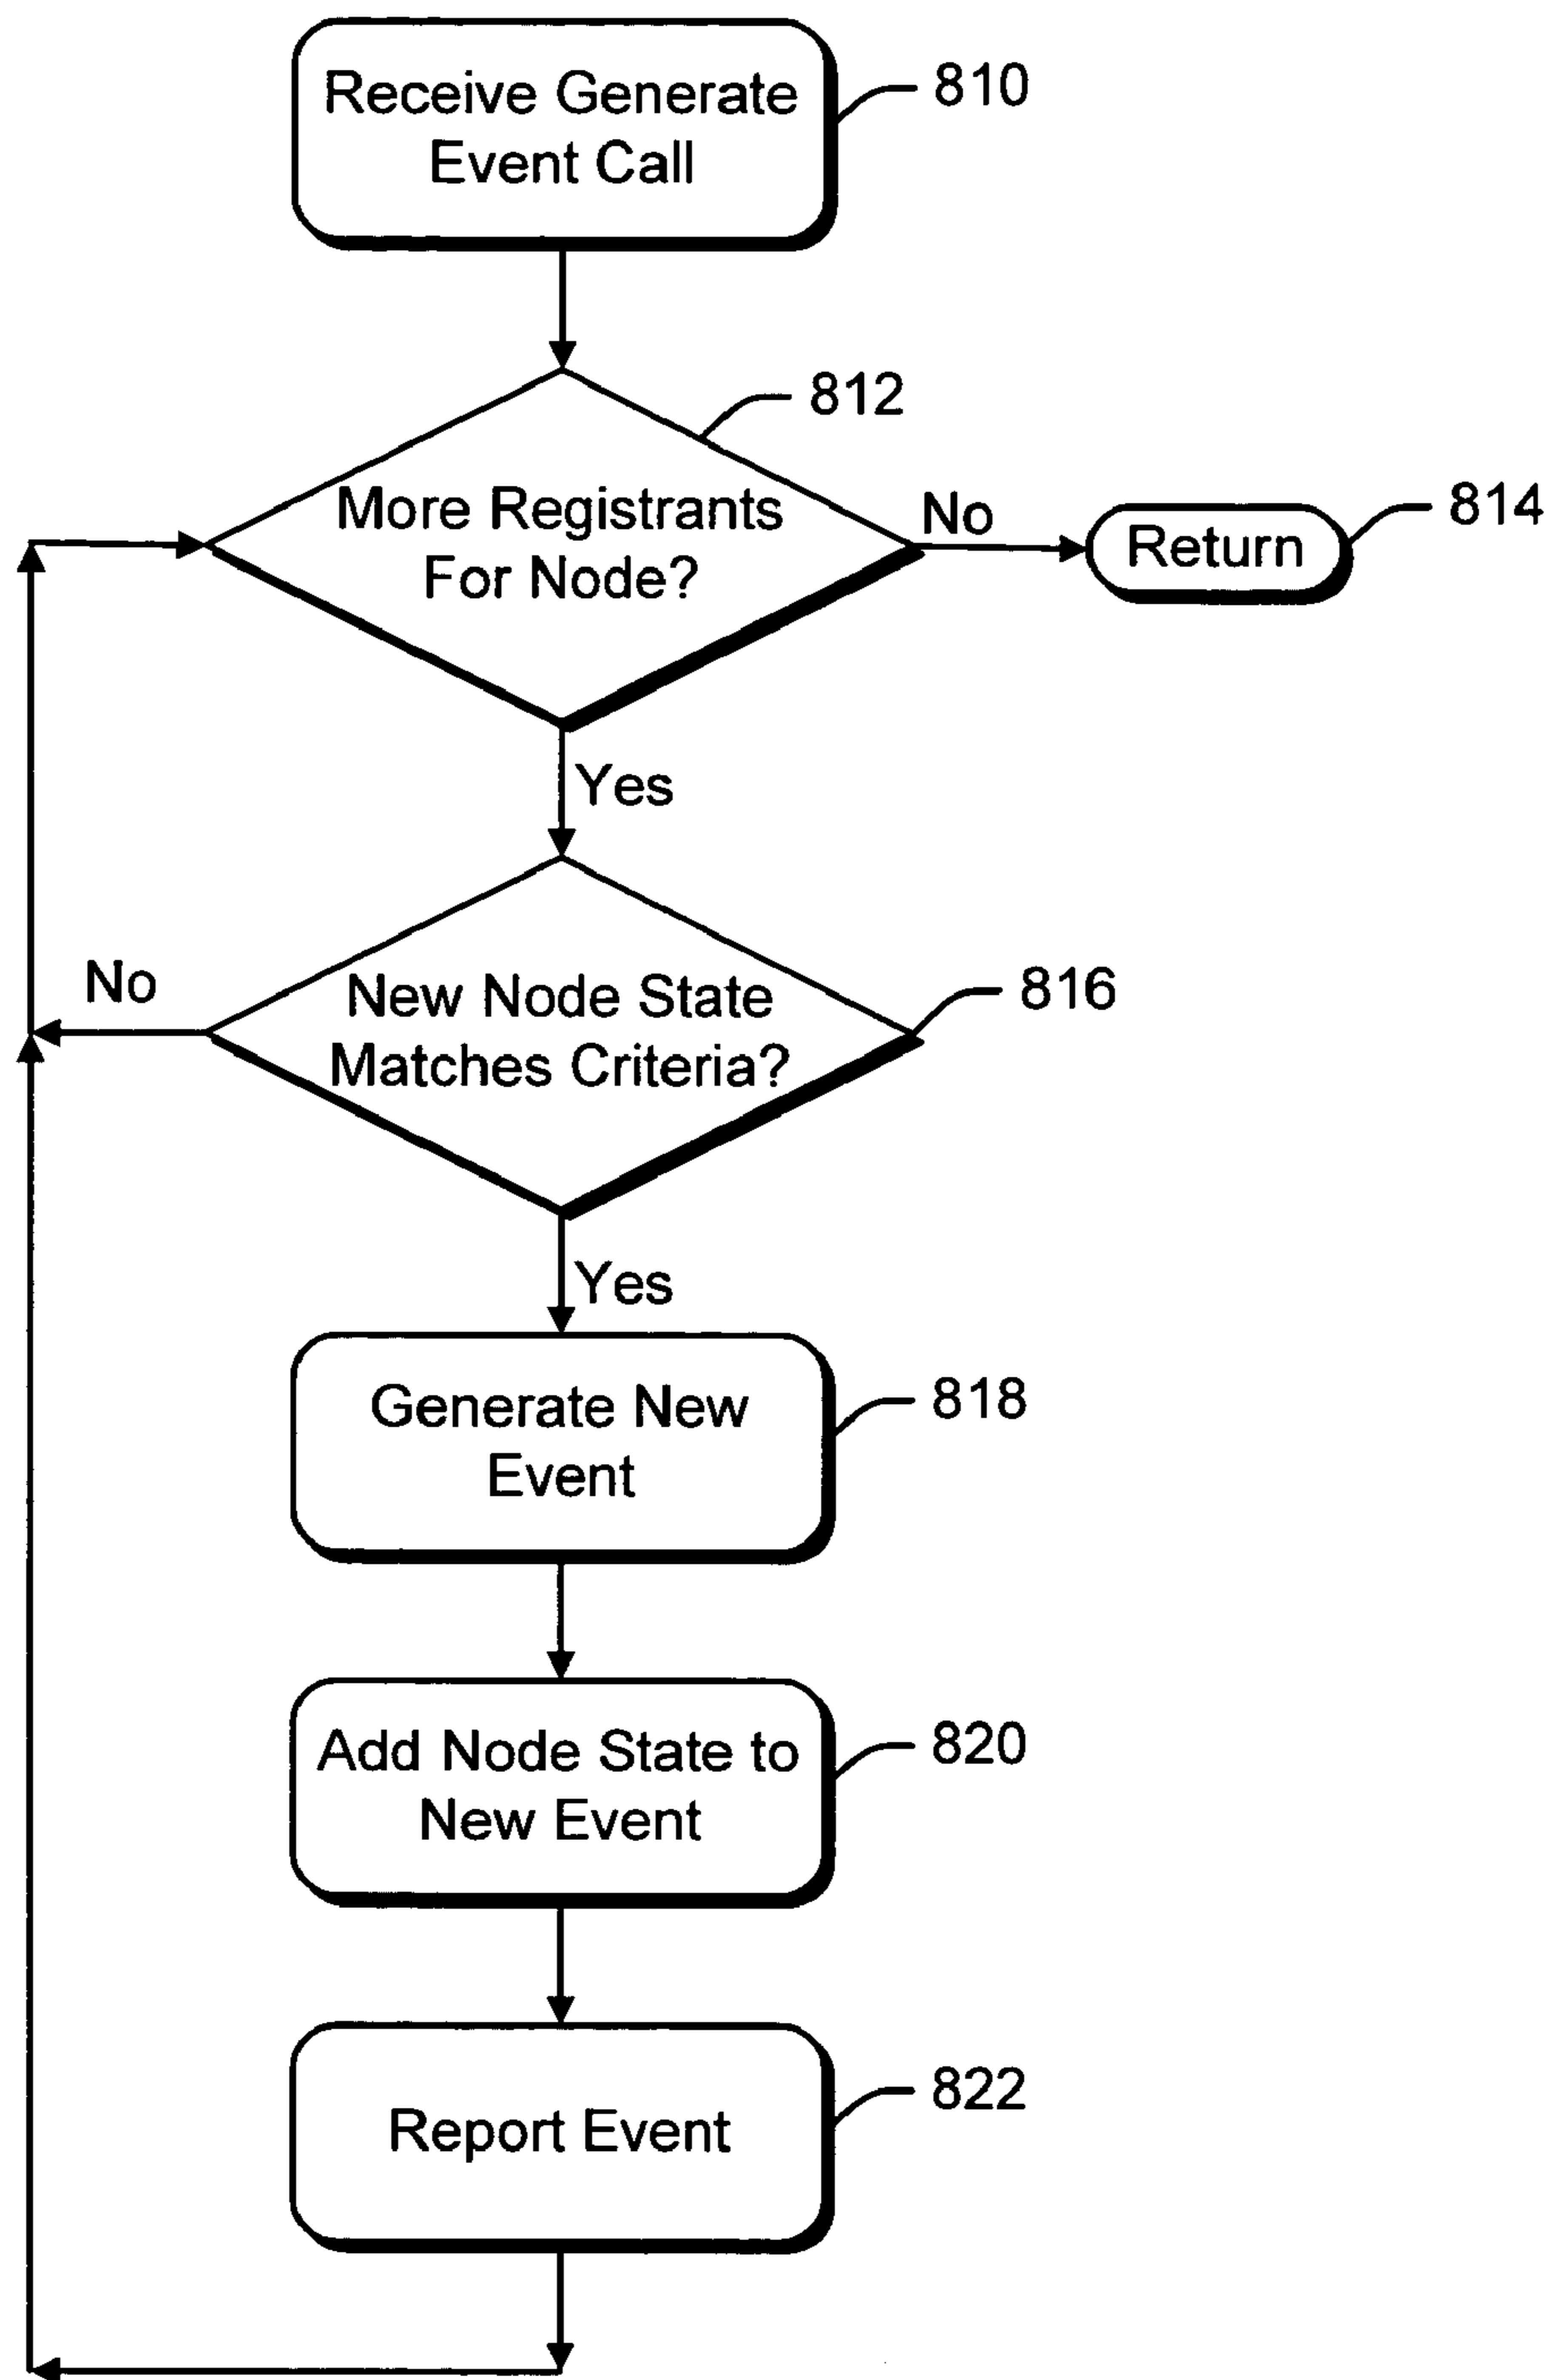 Receive Generate
Event Call
810
812
More Registrants
For Node?
No
Return
814
Yes
No
New Node State
Matches Criteria?
816
Yes
Generate New
Event
818
Add Node State to
New Event
820
Report Event
822